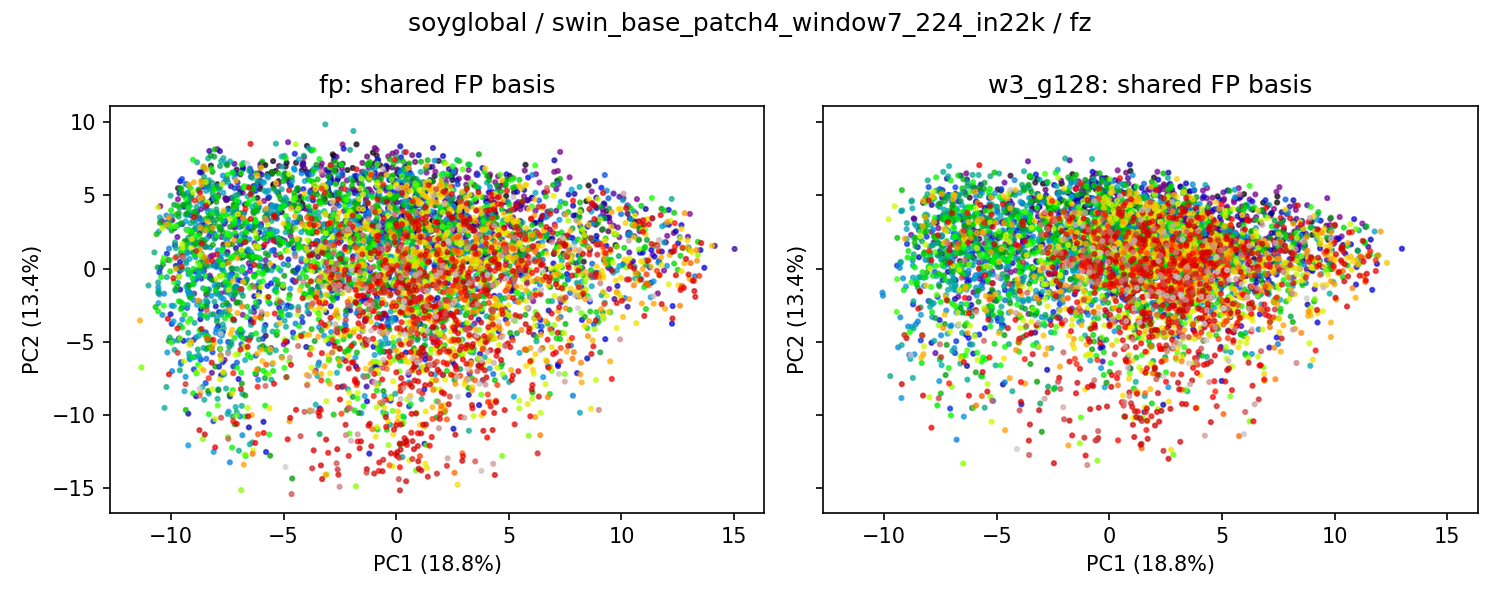 soyglobal / swin_base_patch4_window7_224_in22k / fz
fp: shared FP basis
w3_g128: shared FP basis
10
5
0
−5
−10
−15
PC2 (13.4%)
PC2 (13.4%)
−10 −5 0 5 10 15
−10 −5 0 5 10 15
PC1 (18.8%)
PC1 (18.8%)